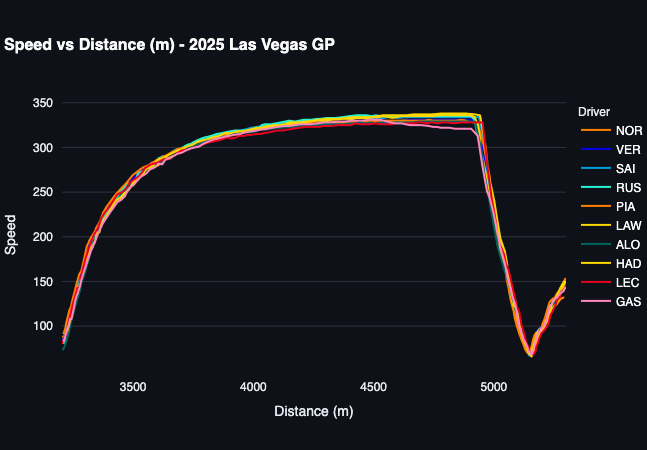 Speed vs Distance (m) - 2025 Las Vegas GP
350
300
250
200
150
100
Speed
3500
4000
4500
5000
Distance (m)
Driver
NOR
VER
SAI
RUS
PIA
LAW
ALO
HAD
LEC
GAS